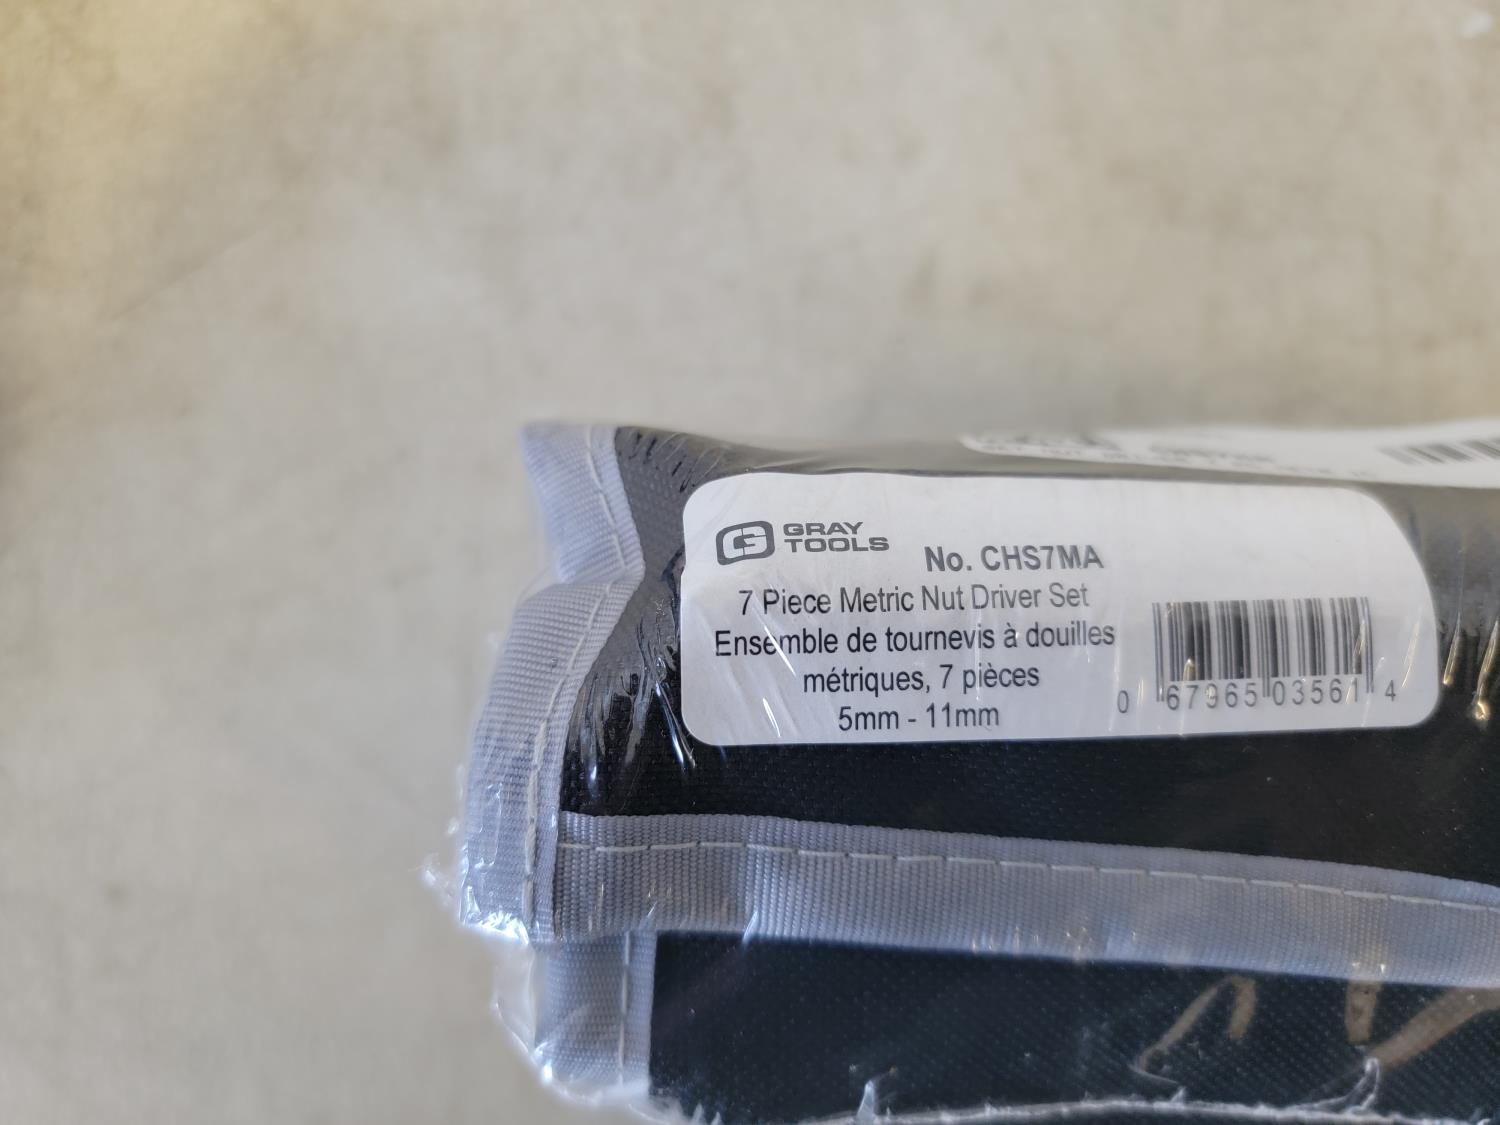 GRAY
TOOLS
No. CHS7MA
7 Piece Metric Nut Driver Set
Ensemble de tournevis à douilles
métriques, 7 pièces
5mm - 11mm
0 67965 03561 4